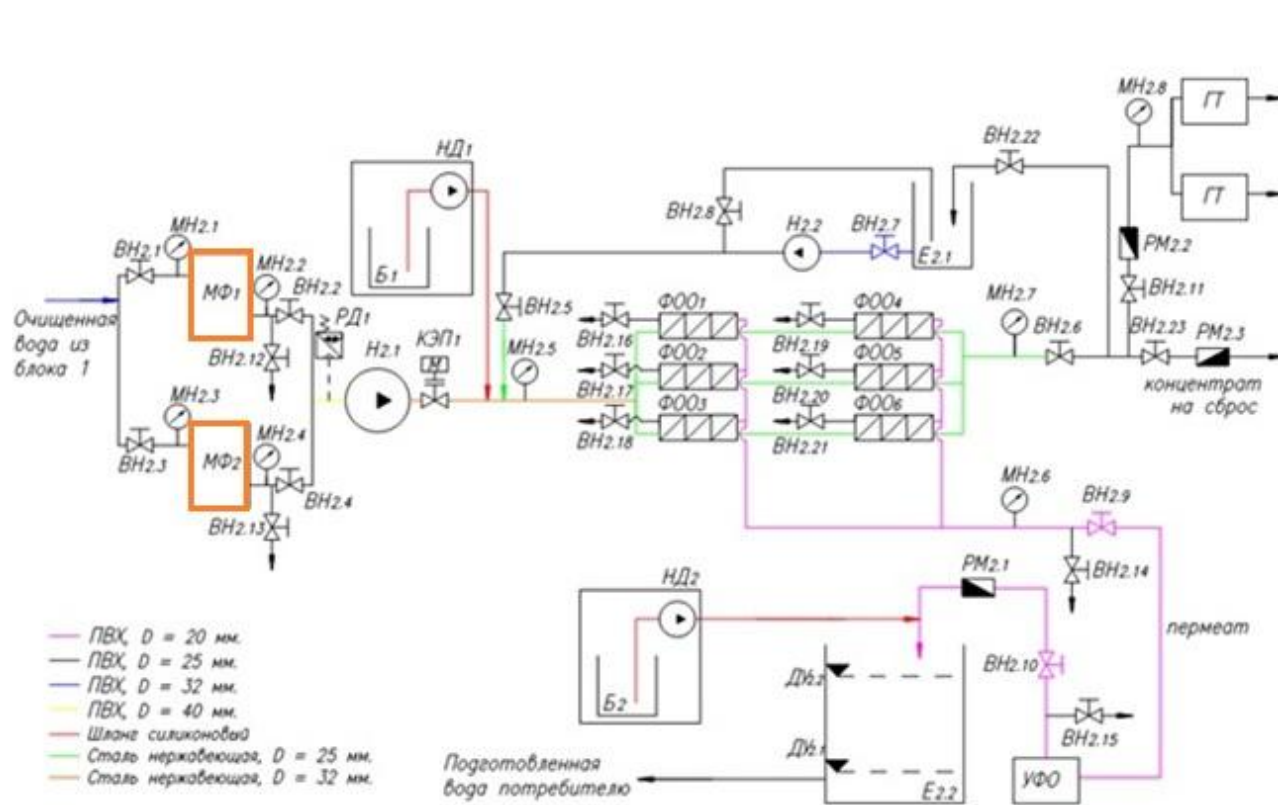 МН2.8
ГТ
НД1
ВН2.22
ВН2.8
Н2.2
ВН2.7
ГТ
МН2.1
ВН2.1
МН2.2
ВН2.2
Б1
Е2.1
РМ2.2
МФ1
РД1
ВН2.5
ФОО1
ФОО4
МН2.7
ВН2.11
Очищенная
вода из
блока 1
ВН2.12
Н2.1
КЭП1
М
МН2.5
ВН2.16
ВН2.19
ВН2.6
ВН2.23
РМ2.3
ФОО2
ФОО5
МН2.3
ВН2.17
ВН2.20
концентрат
на сброс
ФОО3
ФОО6
ВН2.3
МФ2
МН2.4
ВН2.18
ВН2.21
ВН2.4
МН2.6
ВН2.9
ВН2.13
НД2
РМ2.1
ВН2.14
пермеат
ПВХ, D = 20 мм.
ПВХ, D = 25 мм.
ПВХ, D = 32 мм.
ПВХ, D = 40 мм.
Шланг силиконовый
Сталь нержавеющая, D = 25 мм.
Сталь нержавеющая, D = 32 мм.
Б2
ДУ2.2
ВН2.10
ДУ2.1
ВН2.15
Подготовленная
вода потребителю
Е2.2
УФО